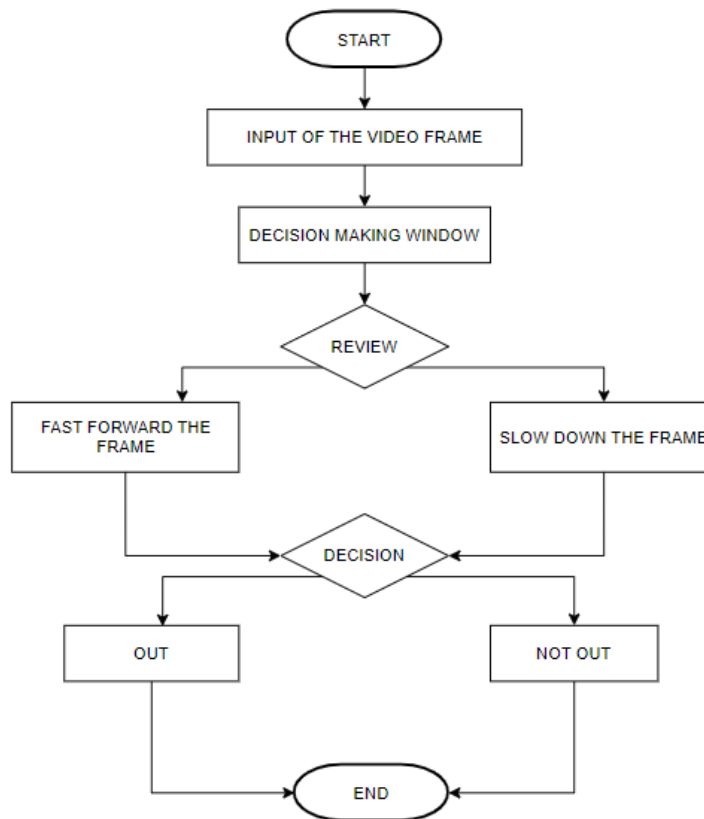 START
INPUT OF THE VIDEO FRAME
DECISION MAKING WINDOW
REVIEW
FAST FORWARD THE
FRAME
SLOW DOWN THE FRAME
DECISION
OUT
NOT OUT
END